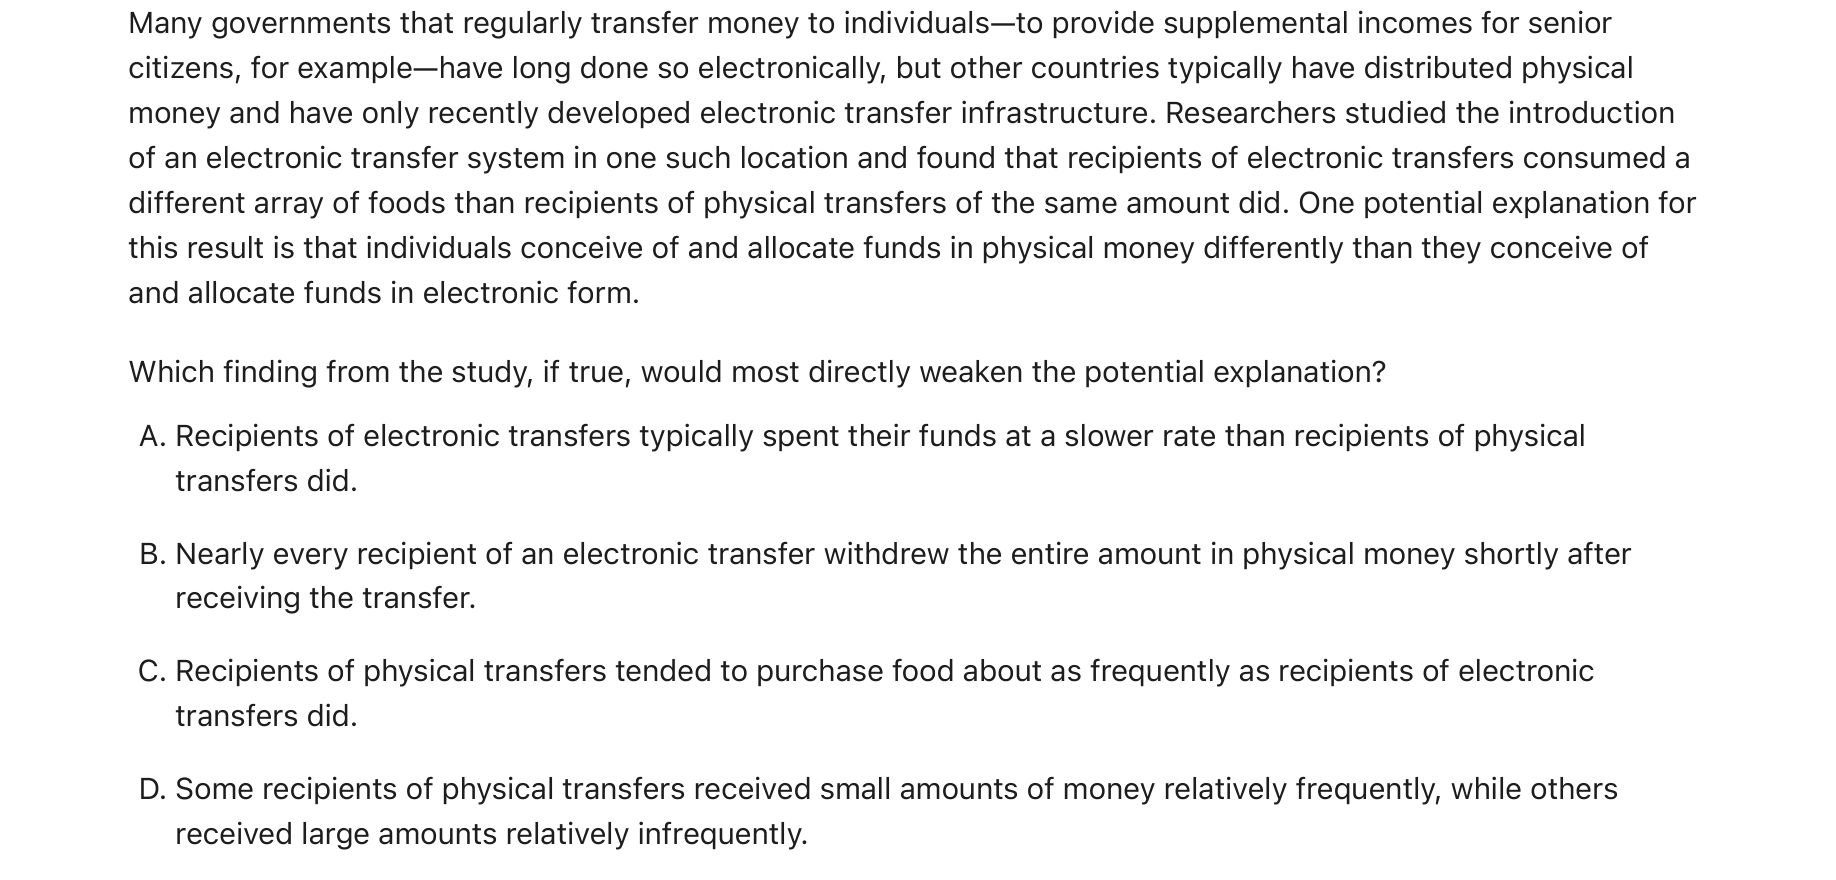 Many governments that regularly transfer money to individuals—to provide supplemental incomes for senior
citizens, for example—have long done so electronically, but other countries typically have distributed physical
money and have only recently developed electronic transfer infrastructure. Researchers studied the introduction
of an electronic transfer system in one such location and found that recipients of electronic transfers consumed a
different array of foods than recipients of physical transfers of the same amount did. One potential explanation for
this result is that individuals conceive of and allocate funds in physical money differently than they conceive of
and allocate funds in electronic form.
Which finding from the study, if true, would most directly weaken the potential explanation?
A. Recipients of electronic transfers typically spent their funds at a slower rate than recipients of physical
transfers did.
B. Nearly every recipient of an electronic transfer withdrew the entire amount in physical money shortly after
receiving the transfer.
C. Recipients of physical transfers tended to purchase food about as frequently as recipients of electronic
transfers did.
D. Some recipients of physical transfers received small amounts of money relatively frequently, while others
received large amounts relatively infrequently.